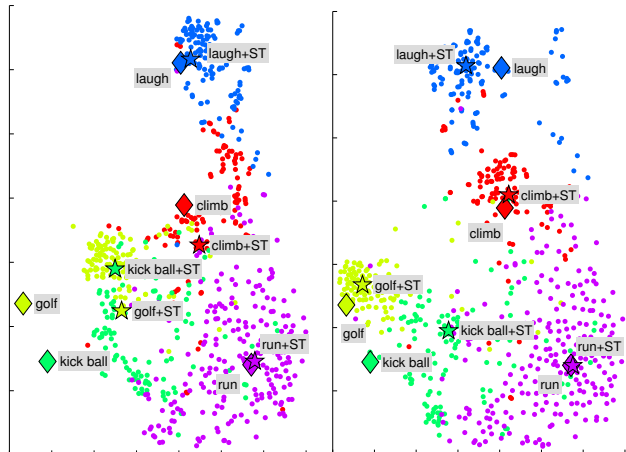 laugh+ST
laugh
climb
climb+ST
kick ball+ST
golf
golf+ST
kick ball
run+ST
run
laugh+ST
laugh
climb+ST
climb
golf+ST
golf
kick ball+ST
run+ST
kick ball
run